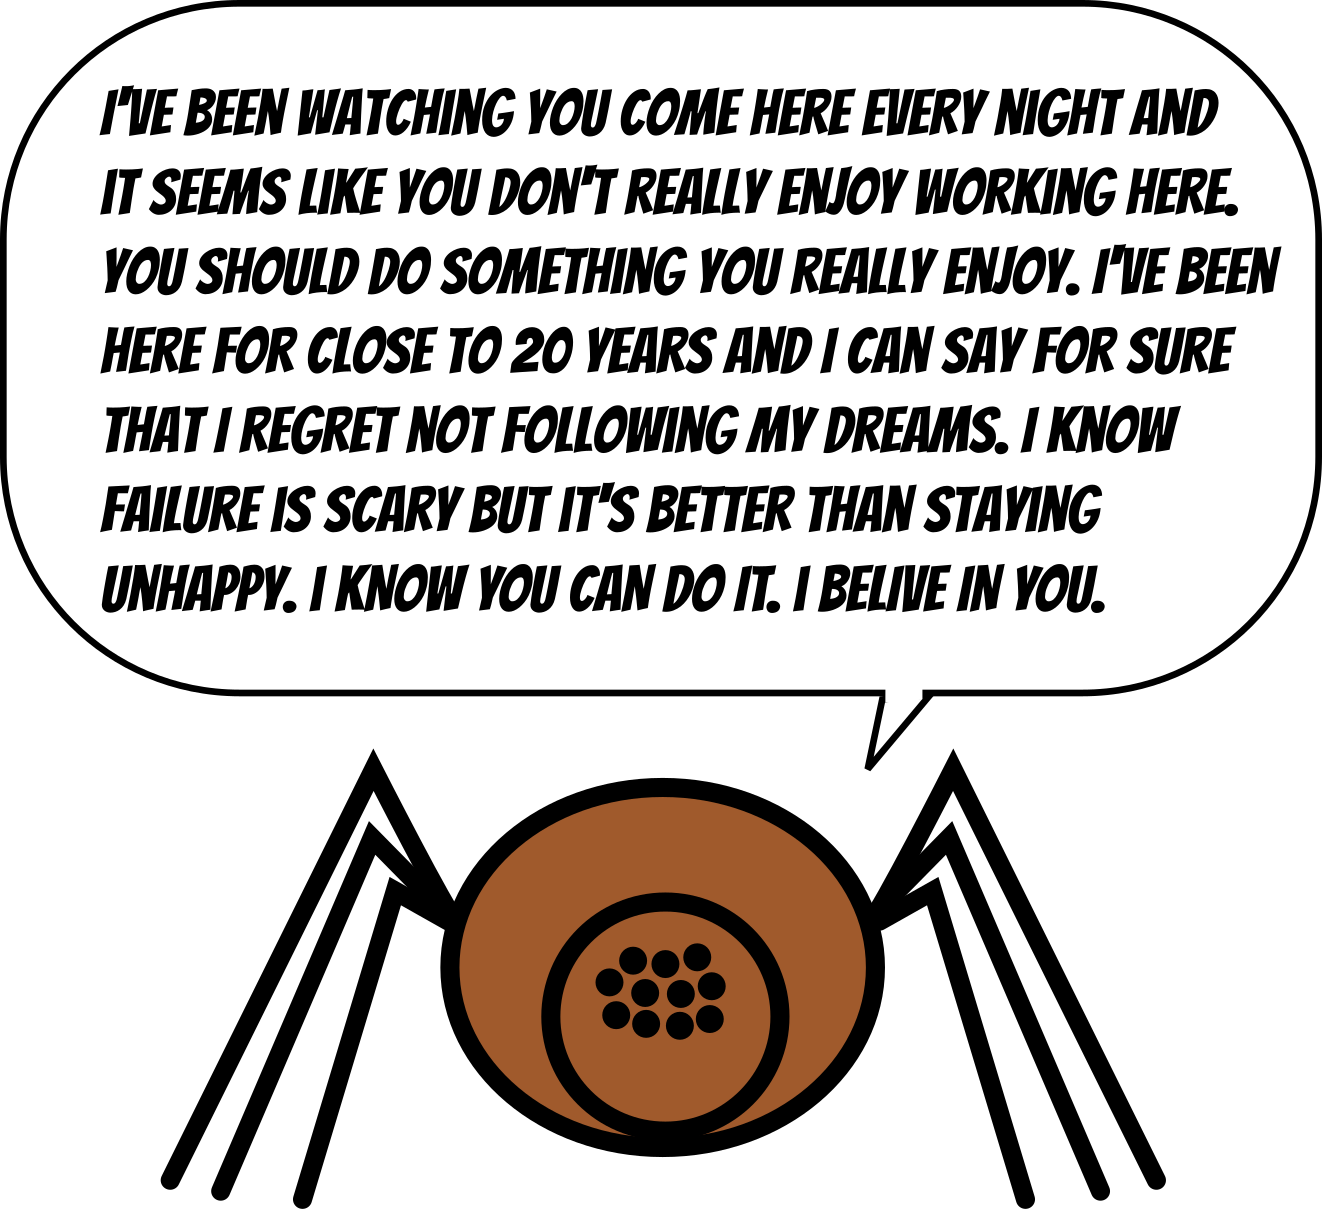 I'VE BEEN WATCHING YOU COME HERE EVERY NIGHT AND
IT SEEMS LIKE YOU DON'T REALLY ENJOY WORKING HERE.
YOU SHOULD DO SOMETHING YOU REALLY ENJOY. I'VE BEEN
HERE FOR CLOSE TO 20 YEARS AND I CAN SAY FOR SURE
THAT I REGRET NOT FOLLOWING MY DREAMS. I KNOW
FAILURE IS SCARY BUT IT'S BETTER THAN STAYING
UNHAPPY. I KNOW YOU CAN DO IT. I BELIVE IN YOU.